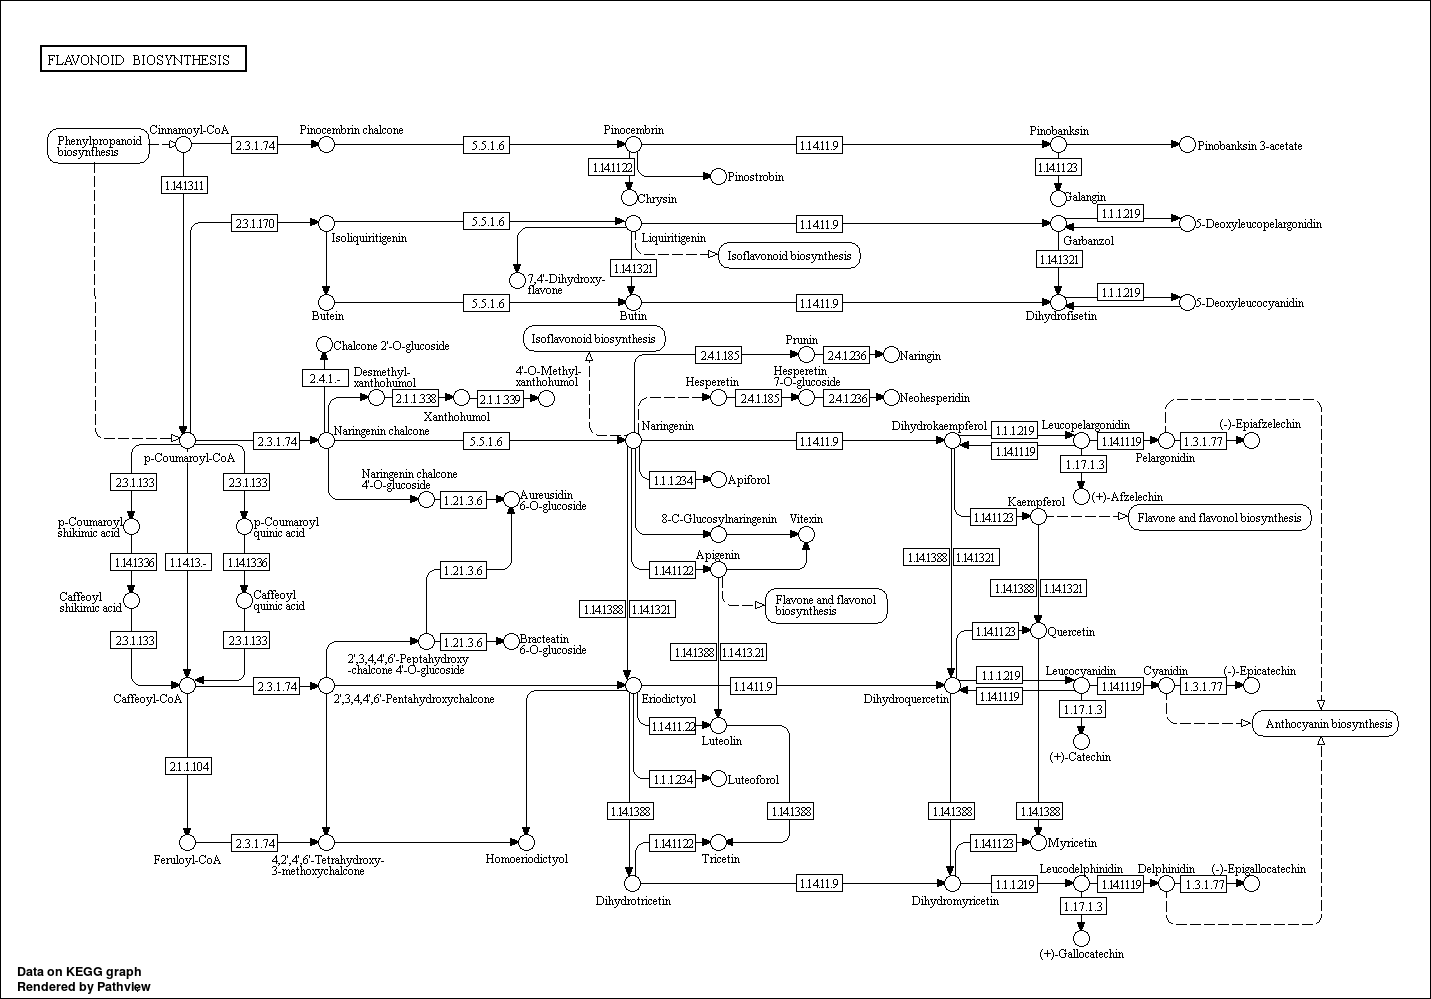 FLAVONOID BIOSYNTHESIS
Phenylpropanoid
biosynthesis
Cinnamoyl-CoA
2.3.1.74
Pinocembrin chalcone
5.5.1.6
Pinocembrin
1.14.11.9
Pinobanksin
Pinobanksin 3-acetate
1.14.13.11
1.14.11.22
Pinostrobin
Chrysin
1.14.11.23
Galangin
2.3.1.170
Isoliquiritigenin
5.5.1.6
Liquiritigenin
1.14.11.9
Garbanzol
1.1.1.219
5-Deoxyleucopelargonidin
Isoflavonoid biosynthesis
1.14.13.21
7,4'-Dihydroxy-
flavone
1.14.13.21
Butein
5.5.1.6
Butin
1.14.11.9
Dihydrofisetin
1.1.1.219
5-Deoxyleucocyanidin
Isoflavonoid biosynthesis
Chalcone 2'-O-glucoside
2.4.1.-
Desmethyl-
xanthohumol
2.1.1.338
Xanthohumol
2.1.1.339
4'-O-Methyl-
xanthohumol
2.4.1.185
Prunin
2.4.1.236
Naringin
Hesperetin
2.4.1.185
Hesperetin
7-O-glucoside
2.4.1.236
Neohesperidin
p-Coumaroyl-CoA
2.3.1.74
Naringenin chalcone
5.5.1.6
Naringenin
1.14.11.9
Dihydrokaempferol
1.1.1.219
1.14.11.19
Leucopelargonidin
1.14.11.19
Pelargonidin
1.3.1.77
(-)-Epiafzelechin
1.17.1.3
(+)-Afzelechin
2.3.1.133
2.3.1.133
Naringenin chalcone
4'-O-glucoside
1.21.3.6
Aureusidin
6-O-glucoside
1.1.1.234
Apiforol
8-C-Glucosylnaringenin
Vitexin
Kaempferol
1.14.11.23
Flavone and flavonol biosynthesis
p-Coumaroyl
shikimic acid
p-Coumaroyl
quinic acid
1.14.13.36
1.14.13.-
1.14.13.36
1.21.3.6
1.14.11.22
Apigenin
1.14.13.88
1.14.13.21
1.14.13.88
1.14.13.21
Caffeoyl
shikimic acid
Caffeoyl
quinic acid
1.14.13.88
1.14.13.21
Flavone and flavonol
biosynthesis
2.3.1.133
2.3.1.133
1.21.3.6
Bracteatin
6-O-glucoside
2',3,4,4',6'-Peptahydroxy
-chalcone 4'-O-glucoside
1.14.13.88
1.14.13.21
1.14.11.23
Quercetin
Caffeoyl-CoA
2.3.1.74
2',3,4,4',6'-Pentahydroxychalcone
Eriodictyol
1.14.11.9
Dihydroquercetin
1.1.1.219
1.14.11.19
Leucocyanidin
1.14.11.19
Cyanidin
1.3.1.77
(-)-Epicatechin
1.17.1.3
(+)-Catechin
Anthocyanin biosynthesis
1.14.11.22
Luteolin
1.1.1.234
Luteoforol
2.1.1.104
1.14.13.88
1.14.13.88
1.14.13.88
1.14.13.88
Feruloyl-CoA
2.3.1.74
4,2',4',6'-Tetrahydroxy-
3-methoxychalcone
Homoeriodictyol
1.14.11.22
Tricetin
1.14.11.23
Myricetin
Dihydrotricetin
1.14.11.9
Dihydromyricetin
1.1.1.219
Leucodelphinidin
1.14.11.19
Delphinidin
1.3.1.77
(-)-Epigallocatechin
1.17.1.3
(+)-Gallocatechin
Data on KEGG graph
Rendered by Pathview